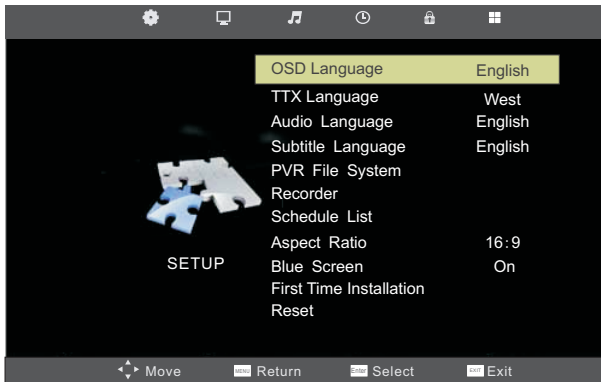 OSD Language English
TTX Language West
Audio Language English
Subtitle Language English
PVR File System
Recorder
Schedule List
Aspect Ratio 16:9
SETUP
Blue Screen On
First Time Installation
Reset
Move MENU Return Enter Select EXIT Exit